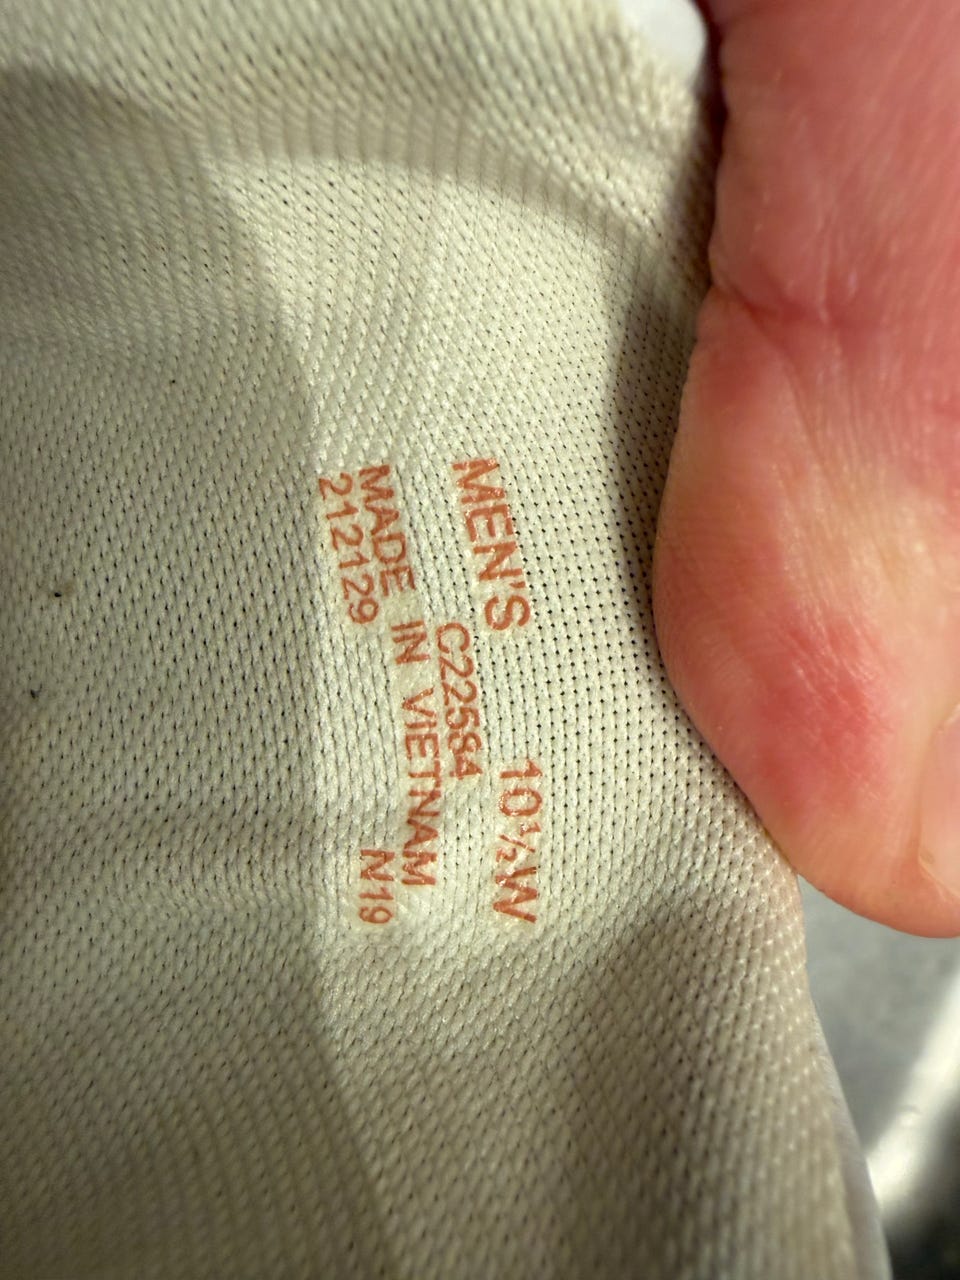 MEN'S 10½W
C22584
MADE IN VIETNAM
212129 N19